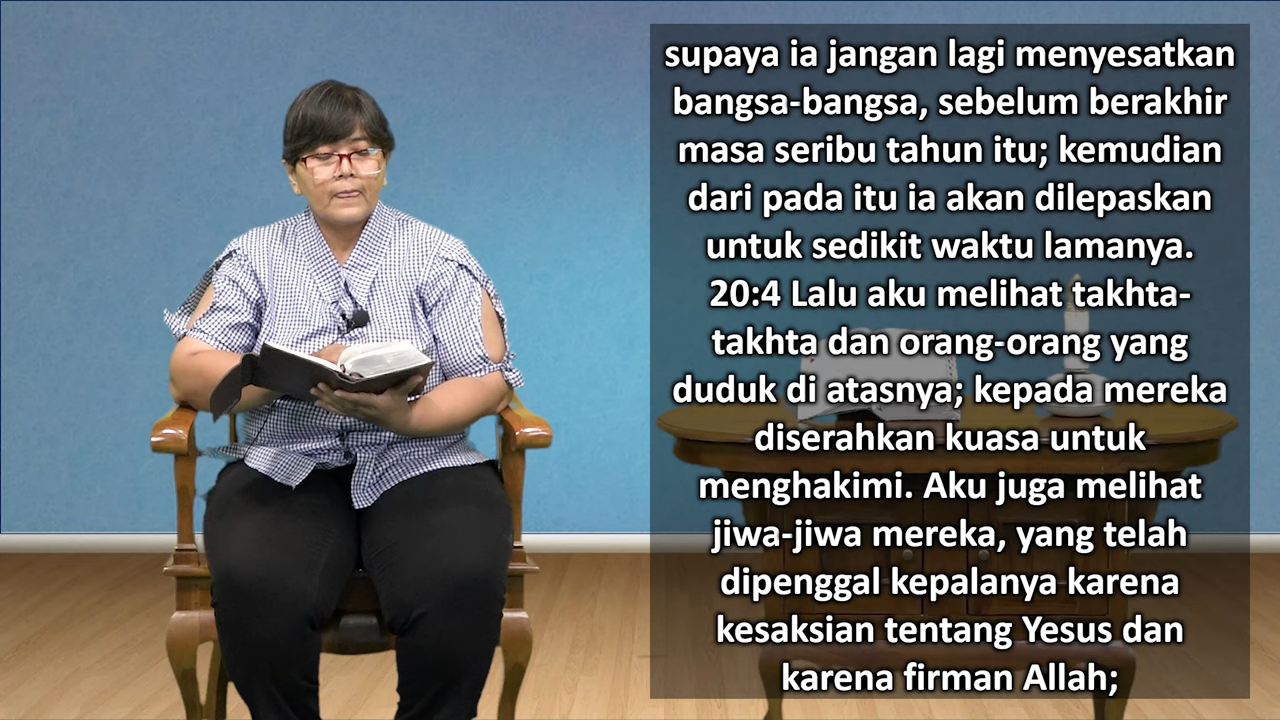 supaya ia jangan lagi menyesatkan
bangsa-bangsa, sebelum berakhir
masa seribu tahun itu; kemudian
dari pada itu ia akan dilepaskan
untuk sedikit waktu lamanya.
20:4 Lalu aku melihat takhta-
takhta dan orang-orang yang
duduk di atasnya; kepada mereka
diserahkan kuasa untuk
menghakimi. Aku juga melihat
jiwa-jiwa mereka, yang telah
dipenggal kepalanya karena
kesaksian tentang Yesus dan
karena firman Allah;